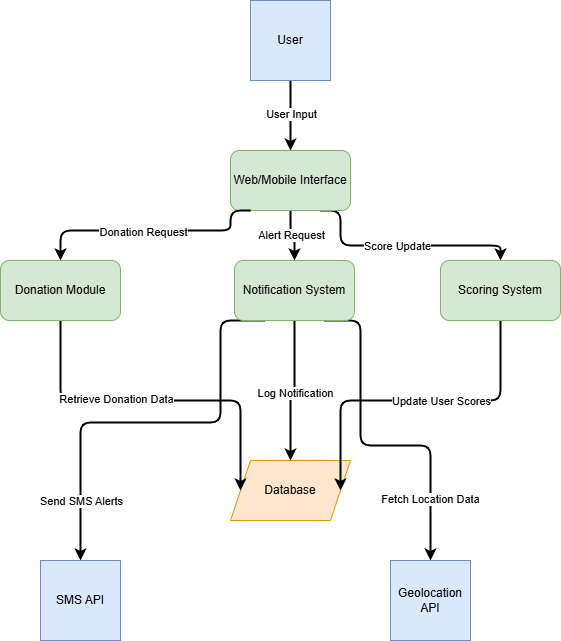 User
User Input
Web/Mobile Interface
Donation Request
Alert Request
Score Update
Donation Module
Notification System
Scoring System
Retrieve Donation Data
Log Notification
Update User Scores
Database
Send SMS Alerts
Fetch Location Data
SMS API
Geolocation
API